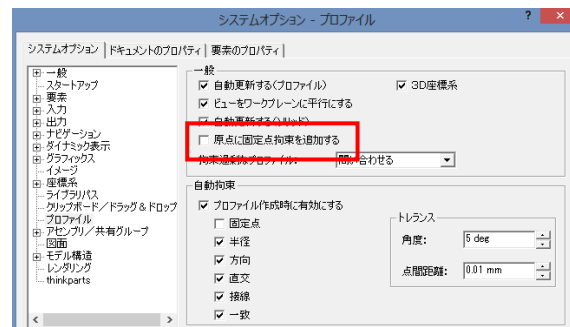 システムオプション - プロファイル
? ×
システムオプション ドキュメントのプロパティ 要素のプロパティ
一般
スタートアップ
要素
入力
出力
ナビゲーション
ダイナミック表示
グラフィックス
イメージ
座標系
ライブラリパス
クリップボード/ドラッグ&ドロップ
プロファイル
アセンブリ/共有グループ
図面
モデル構造
レンダリング
thinkparts
一般
自動更新する(プロファイル)
3D座標系
ビューをワークプレーンに平行にする
自動更新する(ソリッド)
原点に固定点拘束を追加する
問い合わせる
自動拘束
プロファイル作成時に有効にする
固定点
半径
方向
直交
接線
一致
トレランス
角度: 5 deg
点間距離: 0.01 mm